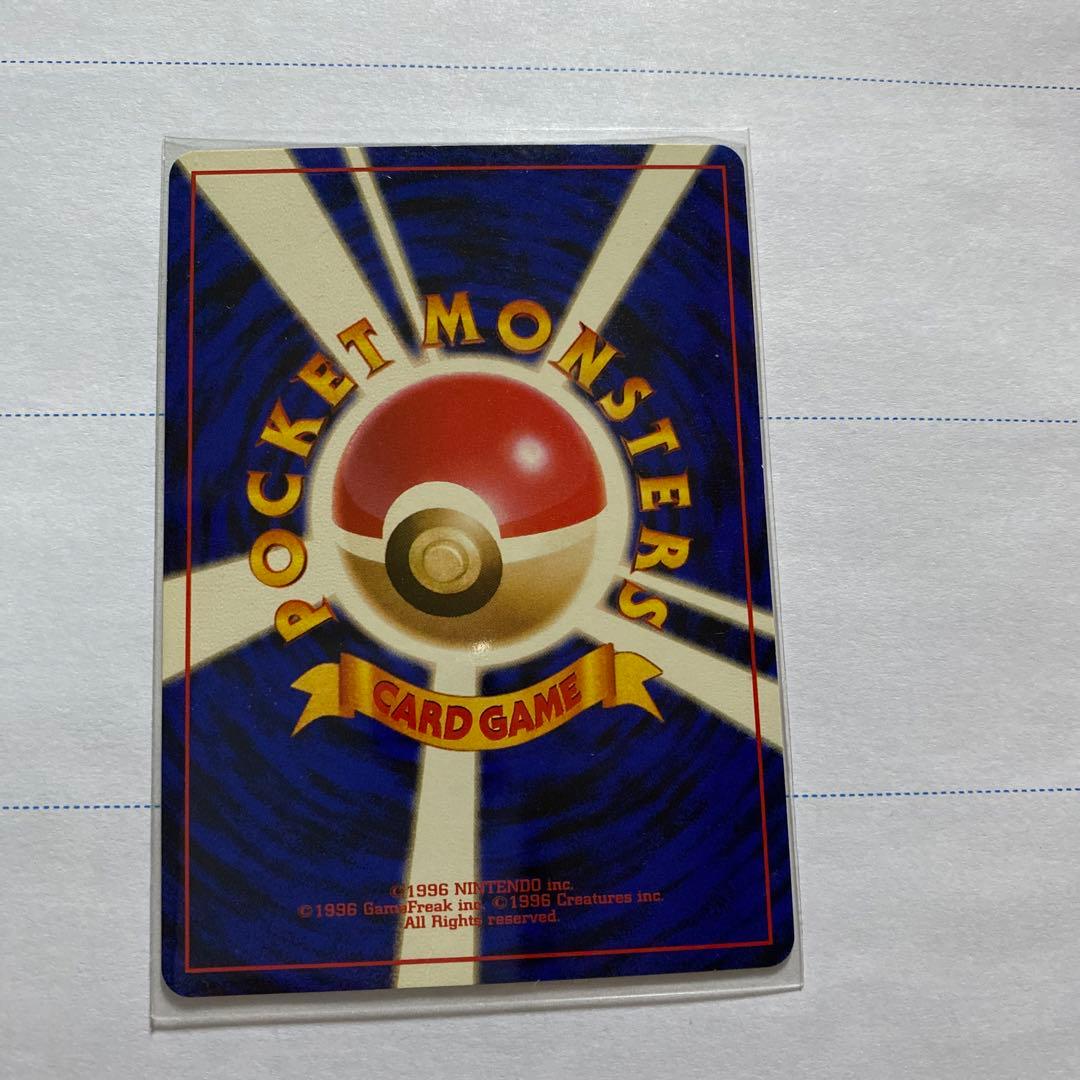 POCKET MONSTERS
CARD GAME
©1996 NINTENDO inc.
©1996 GameFreak inc. ©1996 Creatures inc.
All Rights reserved.